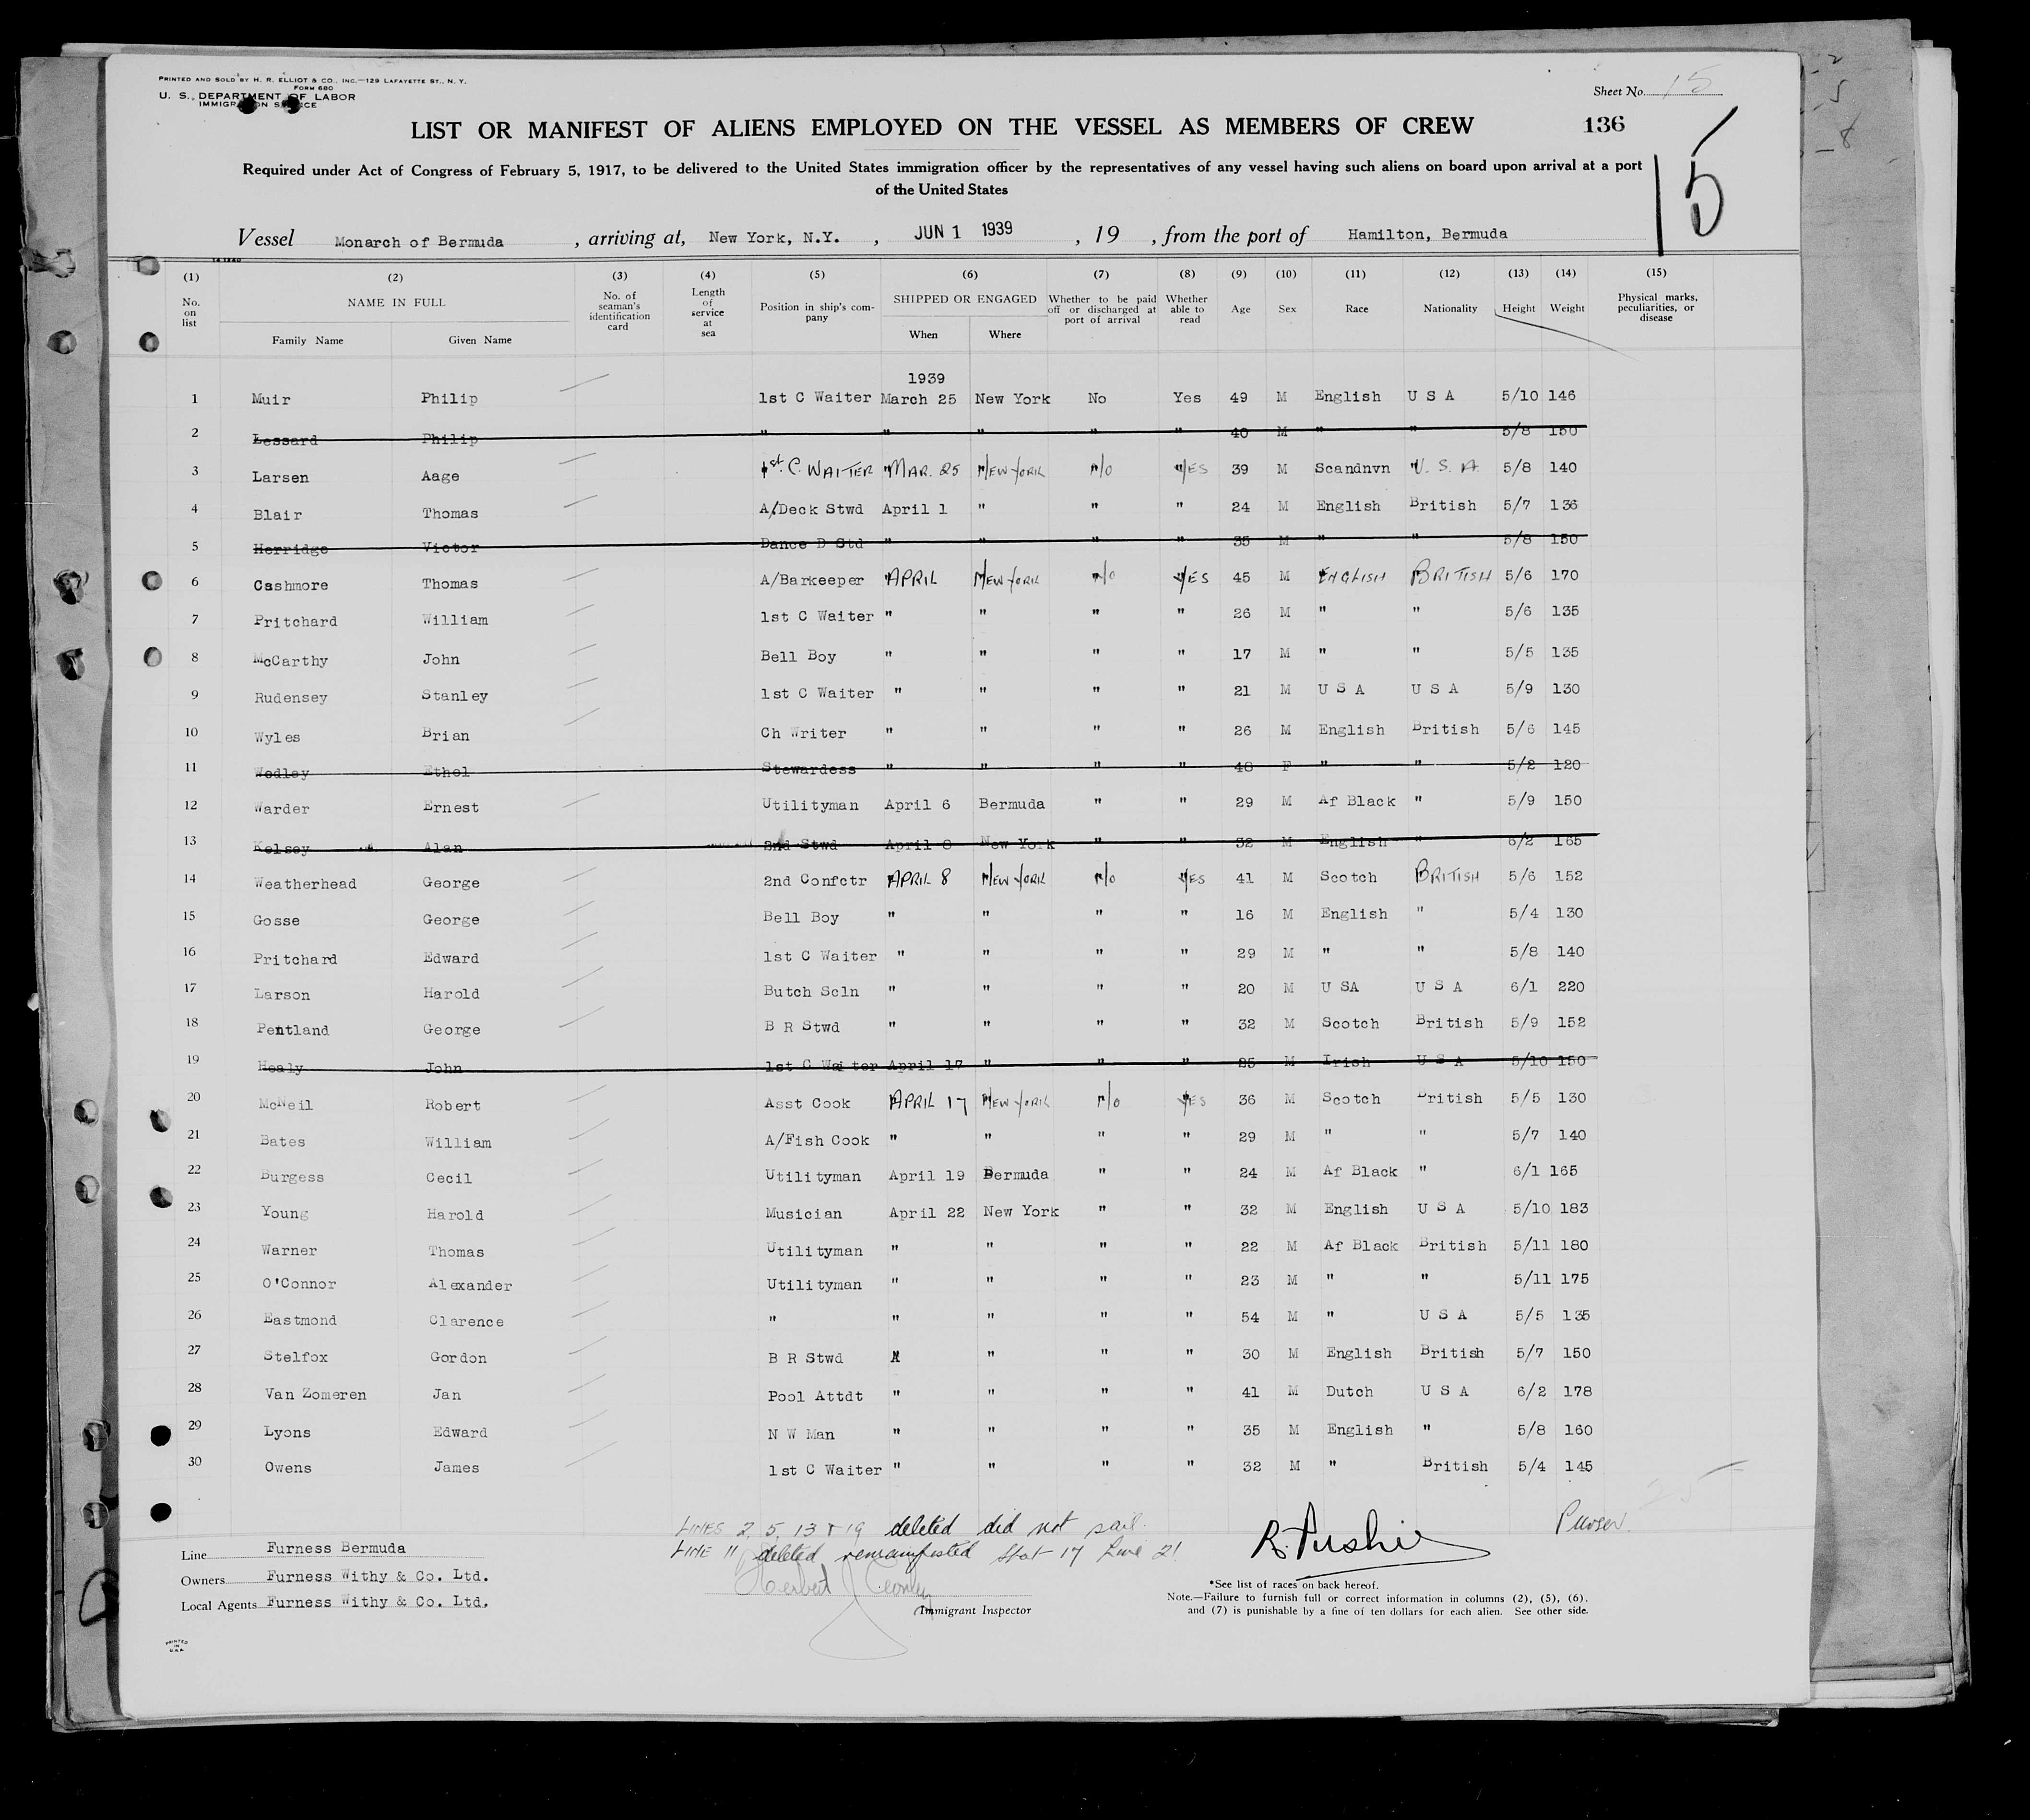 PRINTED AND SOLD BY H. R. ELLIOT & CO., INC.—129 LAFAYETTE ST., N. Y.
FORM 680
U. S. DEPARTMENT OF LABOR
IMMIGRATION SERVICE
Sheet No. 15
LIST OR MANIFEST OF ALIENS EMPLOYED ON THE VESSEL AS MEMBERS OF CREW 136
15
Required under Act of Congress of February 5, 1917, to be delivered to the United States immigration officer by the representatives of any vessel having such aliens on board upon arrival at a port
of the United States
Vessel Monarch of Bermuda , arriving at, New York, N.Y. , JUN 1 1939 , 19 , from the port of Hamilton, Bermuda
(1) (2) (3) (4) (5) (6) (7) (8) (9) (10) (11) (12) (13) (14) (15)
No. on list NAME IN FULL Family Name Given Name No. of seaman's identification card Length of service at sea Position in ship's company SHIPPED OR ENGAGED When Where Whether to be paid off or discharged at port of arrival Whether able to read Age Sex Race Nationality Height Weight Physical marks, peculiarities, or disease
1939
1 Muir Philip 1st C Waiter March 25 New York No Yes 49 M English U S A 5/10 146
2 Lessard Philip " " " " " 40 M " " 5/8 150
3 Larsen Aage 1st. C. WAITER MAR. 25 NEW YORK No YES 39 M Scandnvn U. S. A. 5/8 140
4 Blair Thomas A/Deck Stwd April 1 " " " 24 M English British 5/7 136
5 Herridge Victor Dance D Std " " " " 35 M " " 5/8 150
6 Cashmore Thomas A/Barkeeper APRIL NEW YORK No YES 45 M ENGLISH BRITISH 5/6 170
7 Pritchard William 1st C Waiter " " " " 26 M " " 5/6 135
8 McCarthy John Bell Boy " " " " 17 M " " 5/5 135
9 Rudensey Stanley 1st C Waiter " " " " 21 M U S A U S A 5/9 130
10 Wyles Brian Ch Writer " " " " 26 M English British 5/6 145
11 Wedley Ethel Stewardess " " " " 48 F " " 5/2 120
12 Warder Ernest Utilityman April 6 Bermuda " " 29 M Af Black " 5/9 150
13 Kelsey Alan 2nd Stwd April 8 New York " " 32 M English " 6/2 165
14 Weatherhead George 2nd Confctr APRIL 8 NEW YORK No YES 41 M Scotch BRITISH 5/6 152
15 Gosse George Bell Boy " " " " 16 M English " 5/4 130
16 Pritchard Edward 1st C Waiter " " " " 29 M " " 5/8 140
17 Larson Harold Butch Scln " " " " 20 M U SA U S A 6/1 220
18 Pentland George B R Stwd " " " " 32 M Scotch British 5/9 152
19 Healy John 1st C Waiter April 17 " " " 25 M Irish U S A 5/10 150
20 McNeil Robert Asst Cook APRIL 17 NEW YORK No YES 36 M Scotch British 5/5 130
21 Bates William A/Fish Cook " " " " 29 M " " 5/7 140
22 Burgess Cecil Utilityman April 19 Bermuda " " 24 M Af Black " 6/1 165
23 Young Harold Musician April 22 New York " " 32 M English U S A 5/10 183
24 Warner Thomas Utilityman " " " " 22 M Af Black British 5/11 180
25 O'Connor Alexander Utilityman " " " " 23 M " " 5/11 175
26 Eastmond Clarence " " " " " 54 M " U S A 5/5 135
27 Stelfox Gordon B R Stwd " " " 30 M English British 5/7 150
28 Van Zomeren Jan Pool Attdt " " " " 41 M Dutch U S A 6/2 178
29 Lyons Edward N W Man " " " " 35 M English " 5/8 160
30 Owens James 1st C Waiter " " " " 32 M " British 5/4 145
25
LINES 2, 5, 13 & 19 deleted did not sail.
LINE 11 deleted, remanifested Sht 17 Line 21
Purser.
Line Furness Bermuda
Owners Furness Withy & Co. Ltd.
Local Agents Furness Withy & Co. Ltd.
Herbert
Immigrant Inspector
*See list of races on back hereof.
Note.—Failure to furnish full or correct information in columns (2), (5), (6),
and (7) is punishable by a fine of ten dollars for each alien. See other side.
PRINTED
IN
U.S.A.